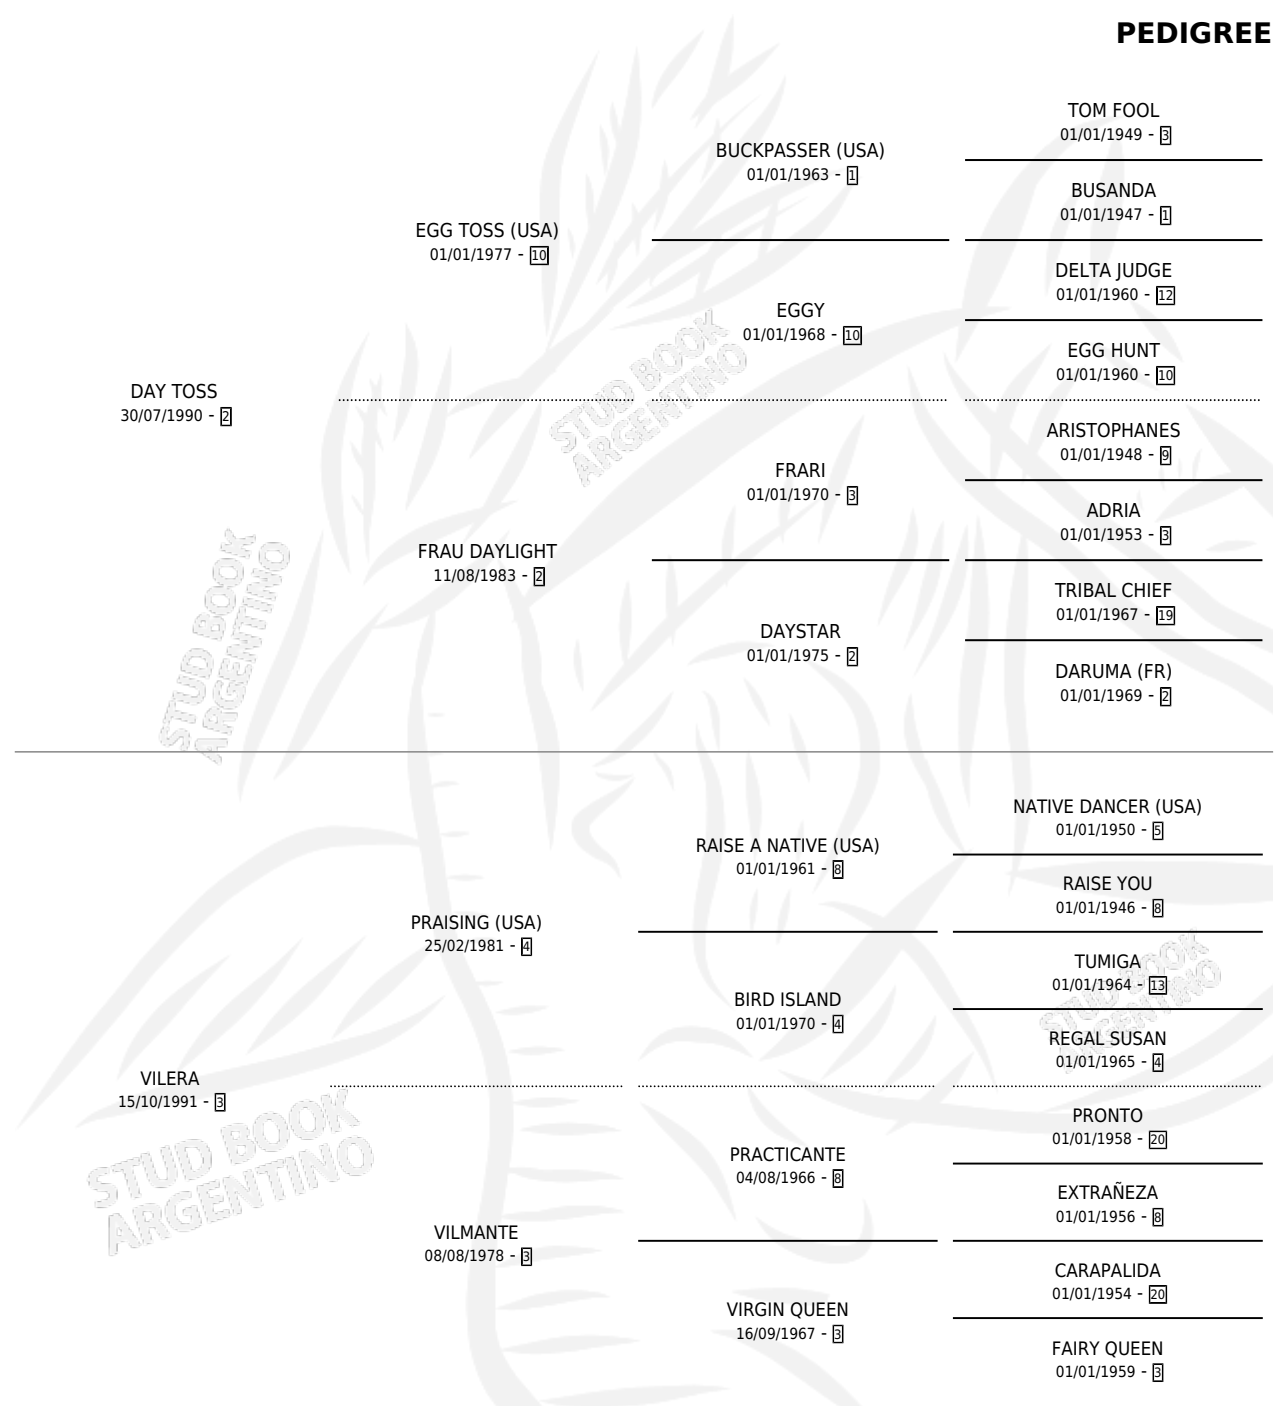 PEDIGREE
TOM FOOL
01/01/1949 - 3
BUCKPASSER (USA)
01/01/1963 - 1
BUSANDA
01/01/1947 - 1
EGG TOSS (USA)
01/01/1977 - 10
DELTA JUDGE
01/01/1960 - 12
EGGY
01/01/1968 - 10
EGG HUNT
01/01/1960 - 10
DAY TOSS
30/07/1990 - 2
ARISTOPHANES
01/01/1948 - 9
FRARI
01/01/1970 - 3
ADRIA
01/01/1953 - 3
FRAU DAYLIGHT
11/08/1983 - 2
TRIBAL CHIEF
01/01/1967 - 19
DAYSTAR
01/01/1975 - 2
DARUMA (FR)
01/01/1969 - 2
NATIVE DANCER (USA)
01/01/1950 - 5
RAISE A NATIVE (USA)
01/01/1961 - 8
RAISE YOU
01/01/1946 - 8
PRAISING (USA)
25/02/1981 - 4
TUMIGA
01/01/1964 - 13
BIRD ISLAND
01/01/1970 - 4
REGAL SUSAN
01/01/1965 - 4
VILERA
15/10/1991 - 3
PRONTO
01/01/1958 - 20
PRACTICANTE
04/08/1966 - 8
EXTRAÑEZA
01/01/1956 - 8
VILMANTE
08/08/1978 - 3
CARAPALIDA
01/01/1954 - 20
VIRGIN QUEEN
16/09/1967 - 3
FAIRY QUEEN
01/01/1959 - 3
STUD BOOK
ARGENTINO
STUD BOOK
ARGENTINO
STUD BOOK
ARGENTINO
STUD BOOK
ARGENTINO